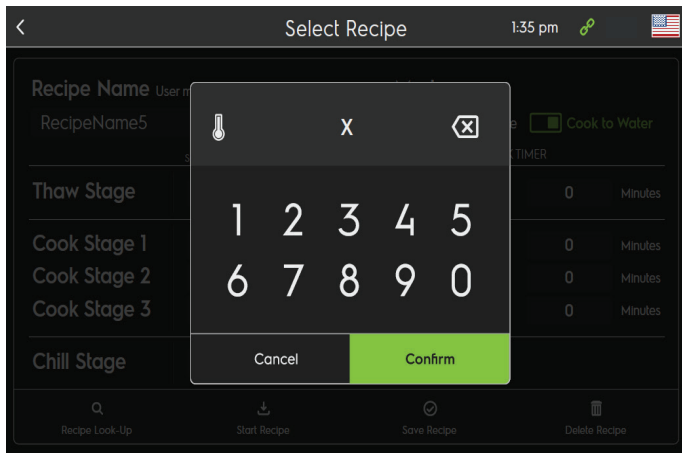 Select Recipe 1:35 pm
Recipe Name User m
RecipeName5 X e Cook to Water
TIMER
Thaw Stage 0 Minutes
1 2 3 4 5
Cook Stage 1 0 Minutes
Cook Stage 2 6 7 8 9 0 0 Minutes
Cook Stage 3 0 Minutes
Chill Stage Cancel Confirm
Recipe Look-Up Start Recipe Save Recipe Delete Recipe